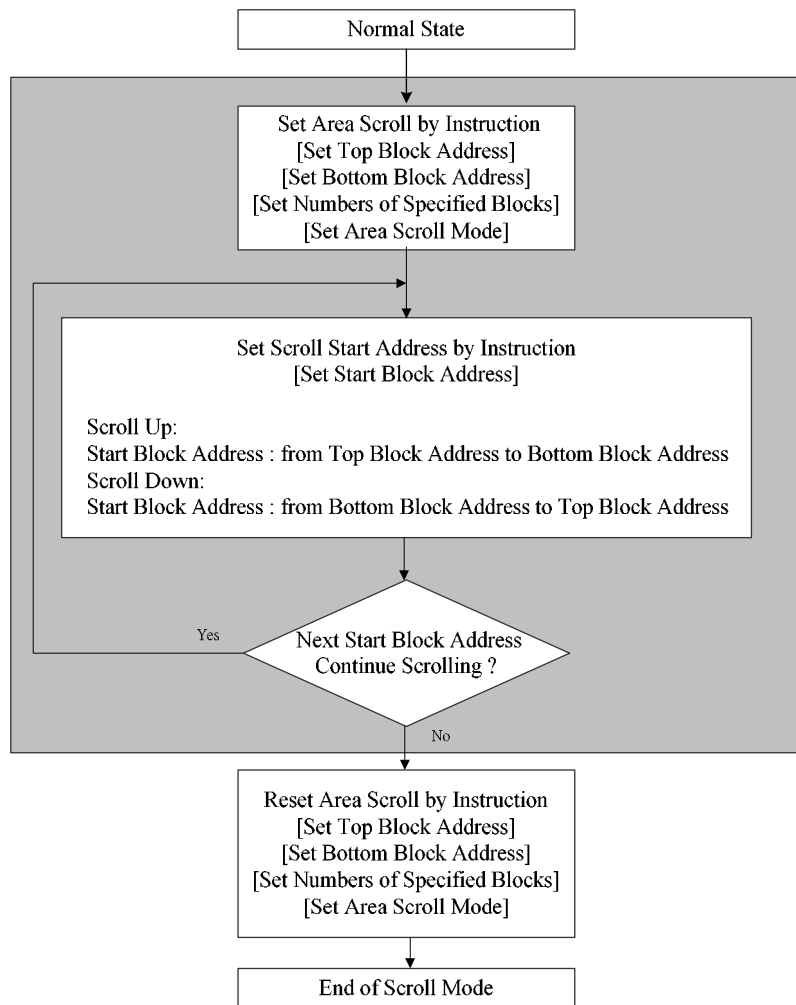 Normal State
Set Area Scroll by Instruction
[Set Top Block Address]
[Set Bottom Block Address]
[Set Numbers of Specified Blocks]
[Set Area Scroll Mode]
Set Scroll Start Address by Instruction
[Set Start Block Address]
Scroll Up:
Start Block Address : from Top Block Address to Bottom Block Address
Scroll Down:
Start Block Address : from Bottom Block Address to Top Block Address
Yes
Next Start Block Address
Continue Scrolling ?
No
Reset Area Scroll by Instruction
[Set Top Block Address]
[Set Bottom Block Address]
[Set Numbers of Specified Blocks]
[Set Area Scroll Mode]
End of Scroll Mode